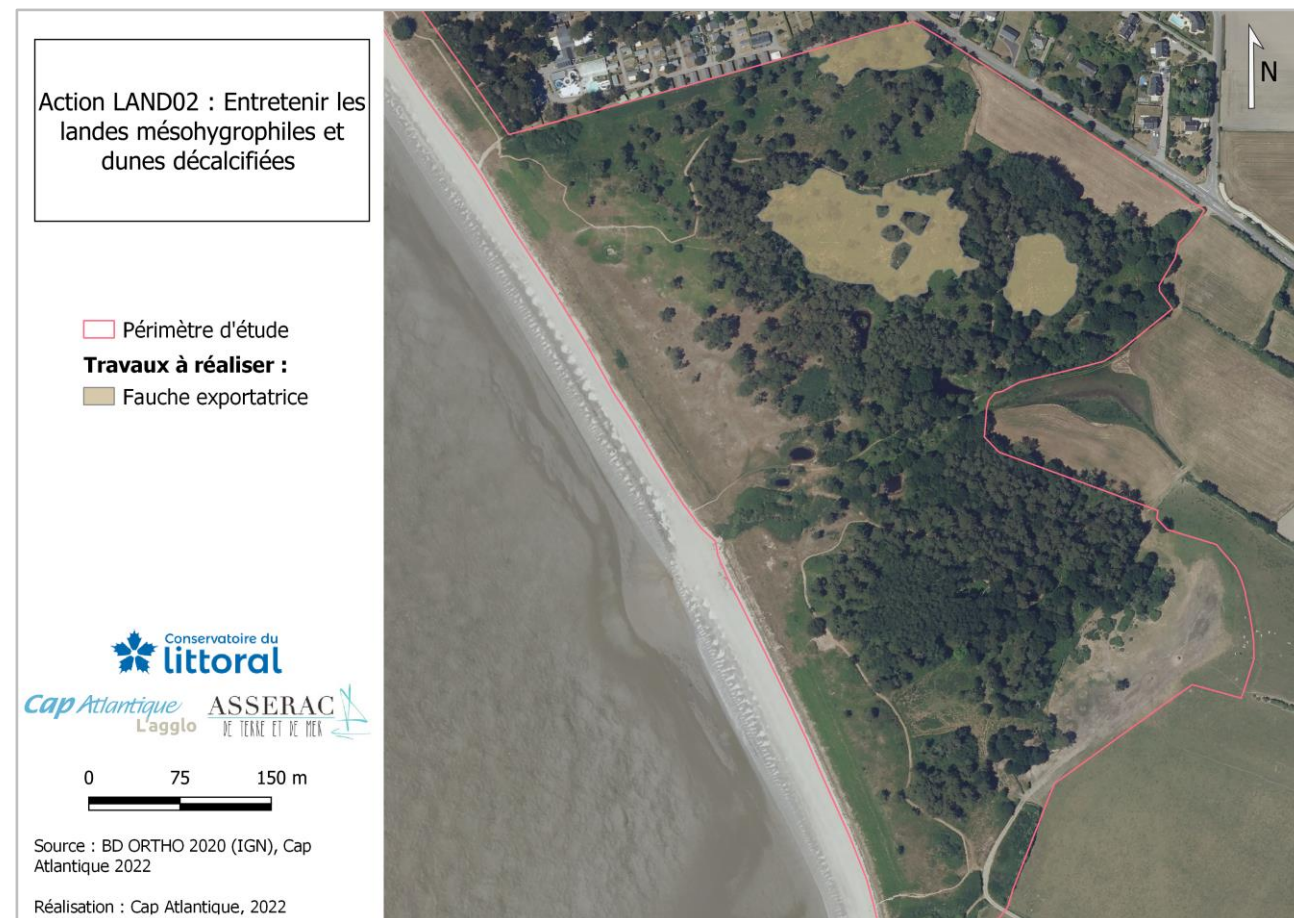 Action LAND02 : Entretenir les
landes mésohygrophiles et
dunes décalcifiées
Périmètre d'étude
Travaux à réaliser :
Fauche exportatrice
Conservatoire du
littoral
Cap Atlantique
L'agglo
ASSERAC
DE TERRE ET DE MER
0 75 150 m
Source : BD ORTHO 2020 (IGN), Cap
Atlantique 2022
Réalisation : Cap Atlantique, 2022
N